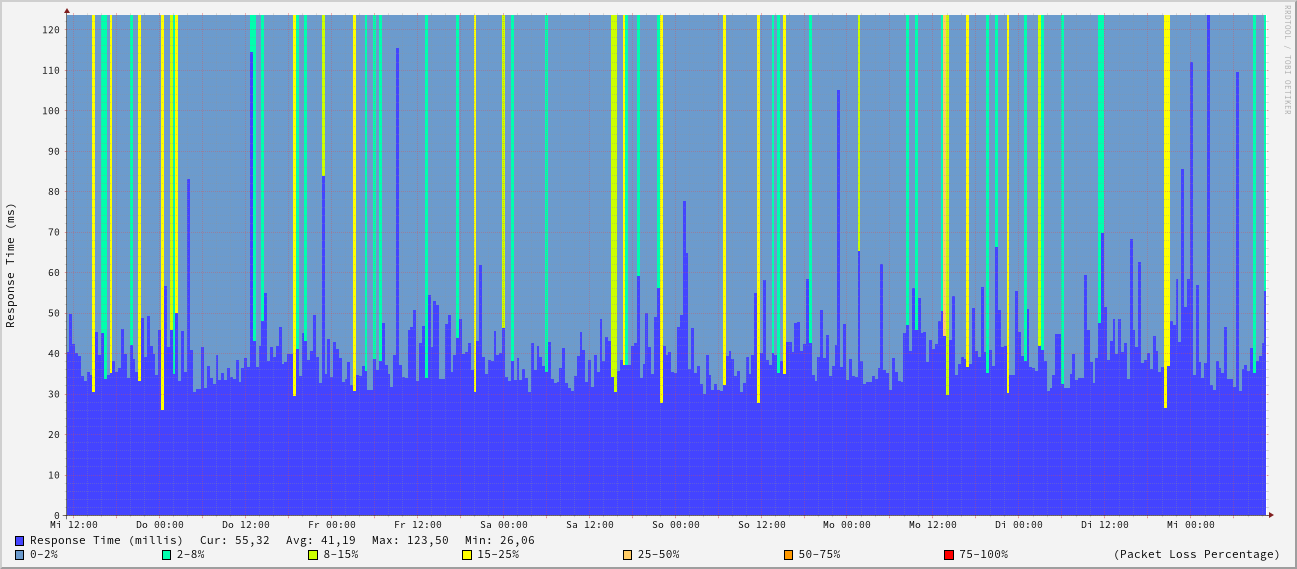 RRDTOOL / TOBI OETIKER
Response Time (ms)
120
110
100
90
80
70
60
50
40
30
20
10
0
Mi 12:00 Do 00:00 Do 12:00 Fr 00:00 Fr 12:00 Sa 00:00 Sa 12:00 So 00:00 So 12:00 Mo 00:00 Mo 12:00 Di 00:00 Di 12:00 Mi 00:00
Response Time (millis) Cur: 55,32 Avg: 41,19 Max: 123,50 Min: 26,06
0-2% 2-8% 8-15% 15-25% 25-50% 50-75% 75-100% (Packet Loss Percentage)